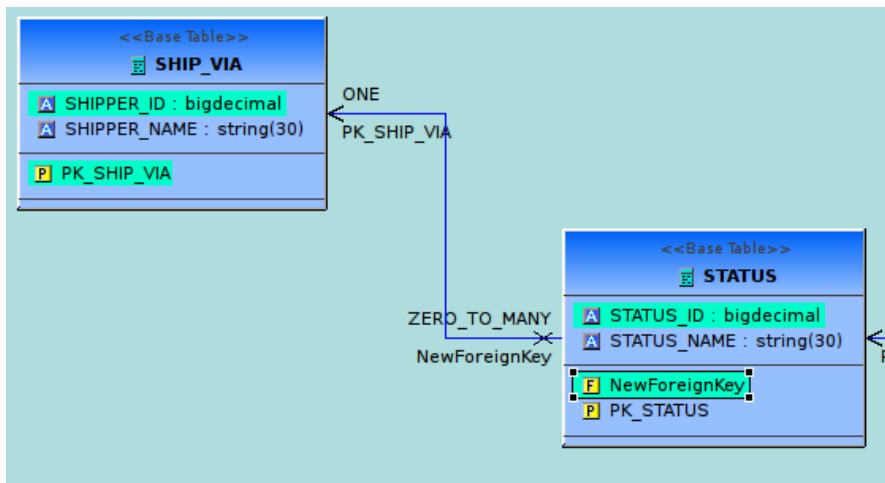 <<Base Table>>
SHIP_VIA
SHIPPER_ID : bigdecimal
SHIPPER_NAME : string(30)
PK_SHIP_VIA
ONE
PK_SHIP_VIA
<<Base Table>>
STATUS
STATUS_ID : bigdecimal
STATUS_NAME : string(30)
NewForeignKey
PK_STATUS
ZERO_TO_MANY
NewForeignKey